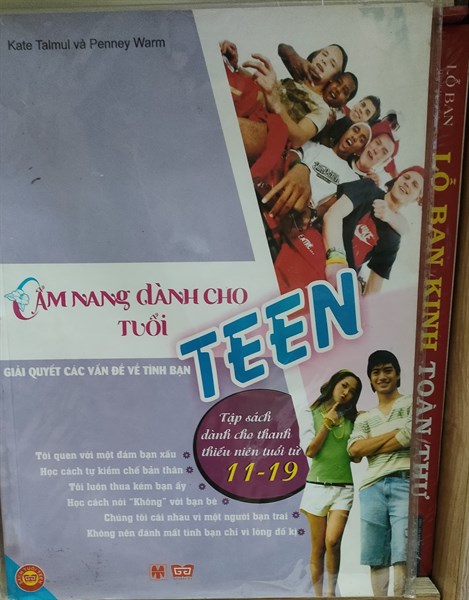 Kate Talmul và Penney Warm
CẨM NANG DÀNH CHO
TUỔI
TEEN
GIẢI QUYẾT CÁC VẤN ĐỀ VỀ TÌNH BẠN
Tập sách
dành cho thanh
thiếu niên tuổi từ
11-19
Tôi quen với một đám bạn xấu
Học cách tự kiềm chế bản thân
Tôi luôn thua kém bạn ấy
Học cách nói "Không" với bạn bè
Chúng tôi cãi nhau vì một người bạn trai
Không nên đánh mất tình bạn chỉ vì lòng đố kị
LỖ BAN
LỖ BAN KINH TOÀN THƯ